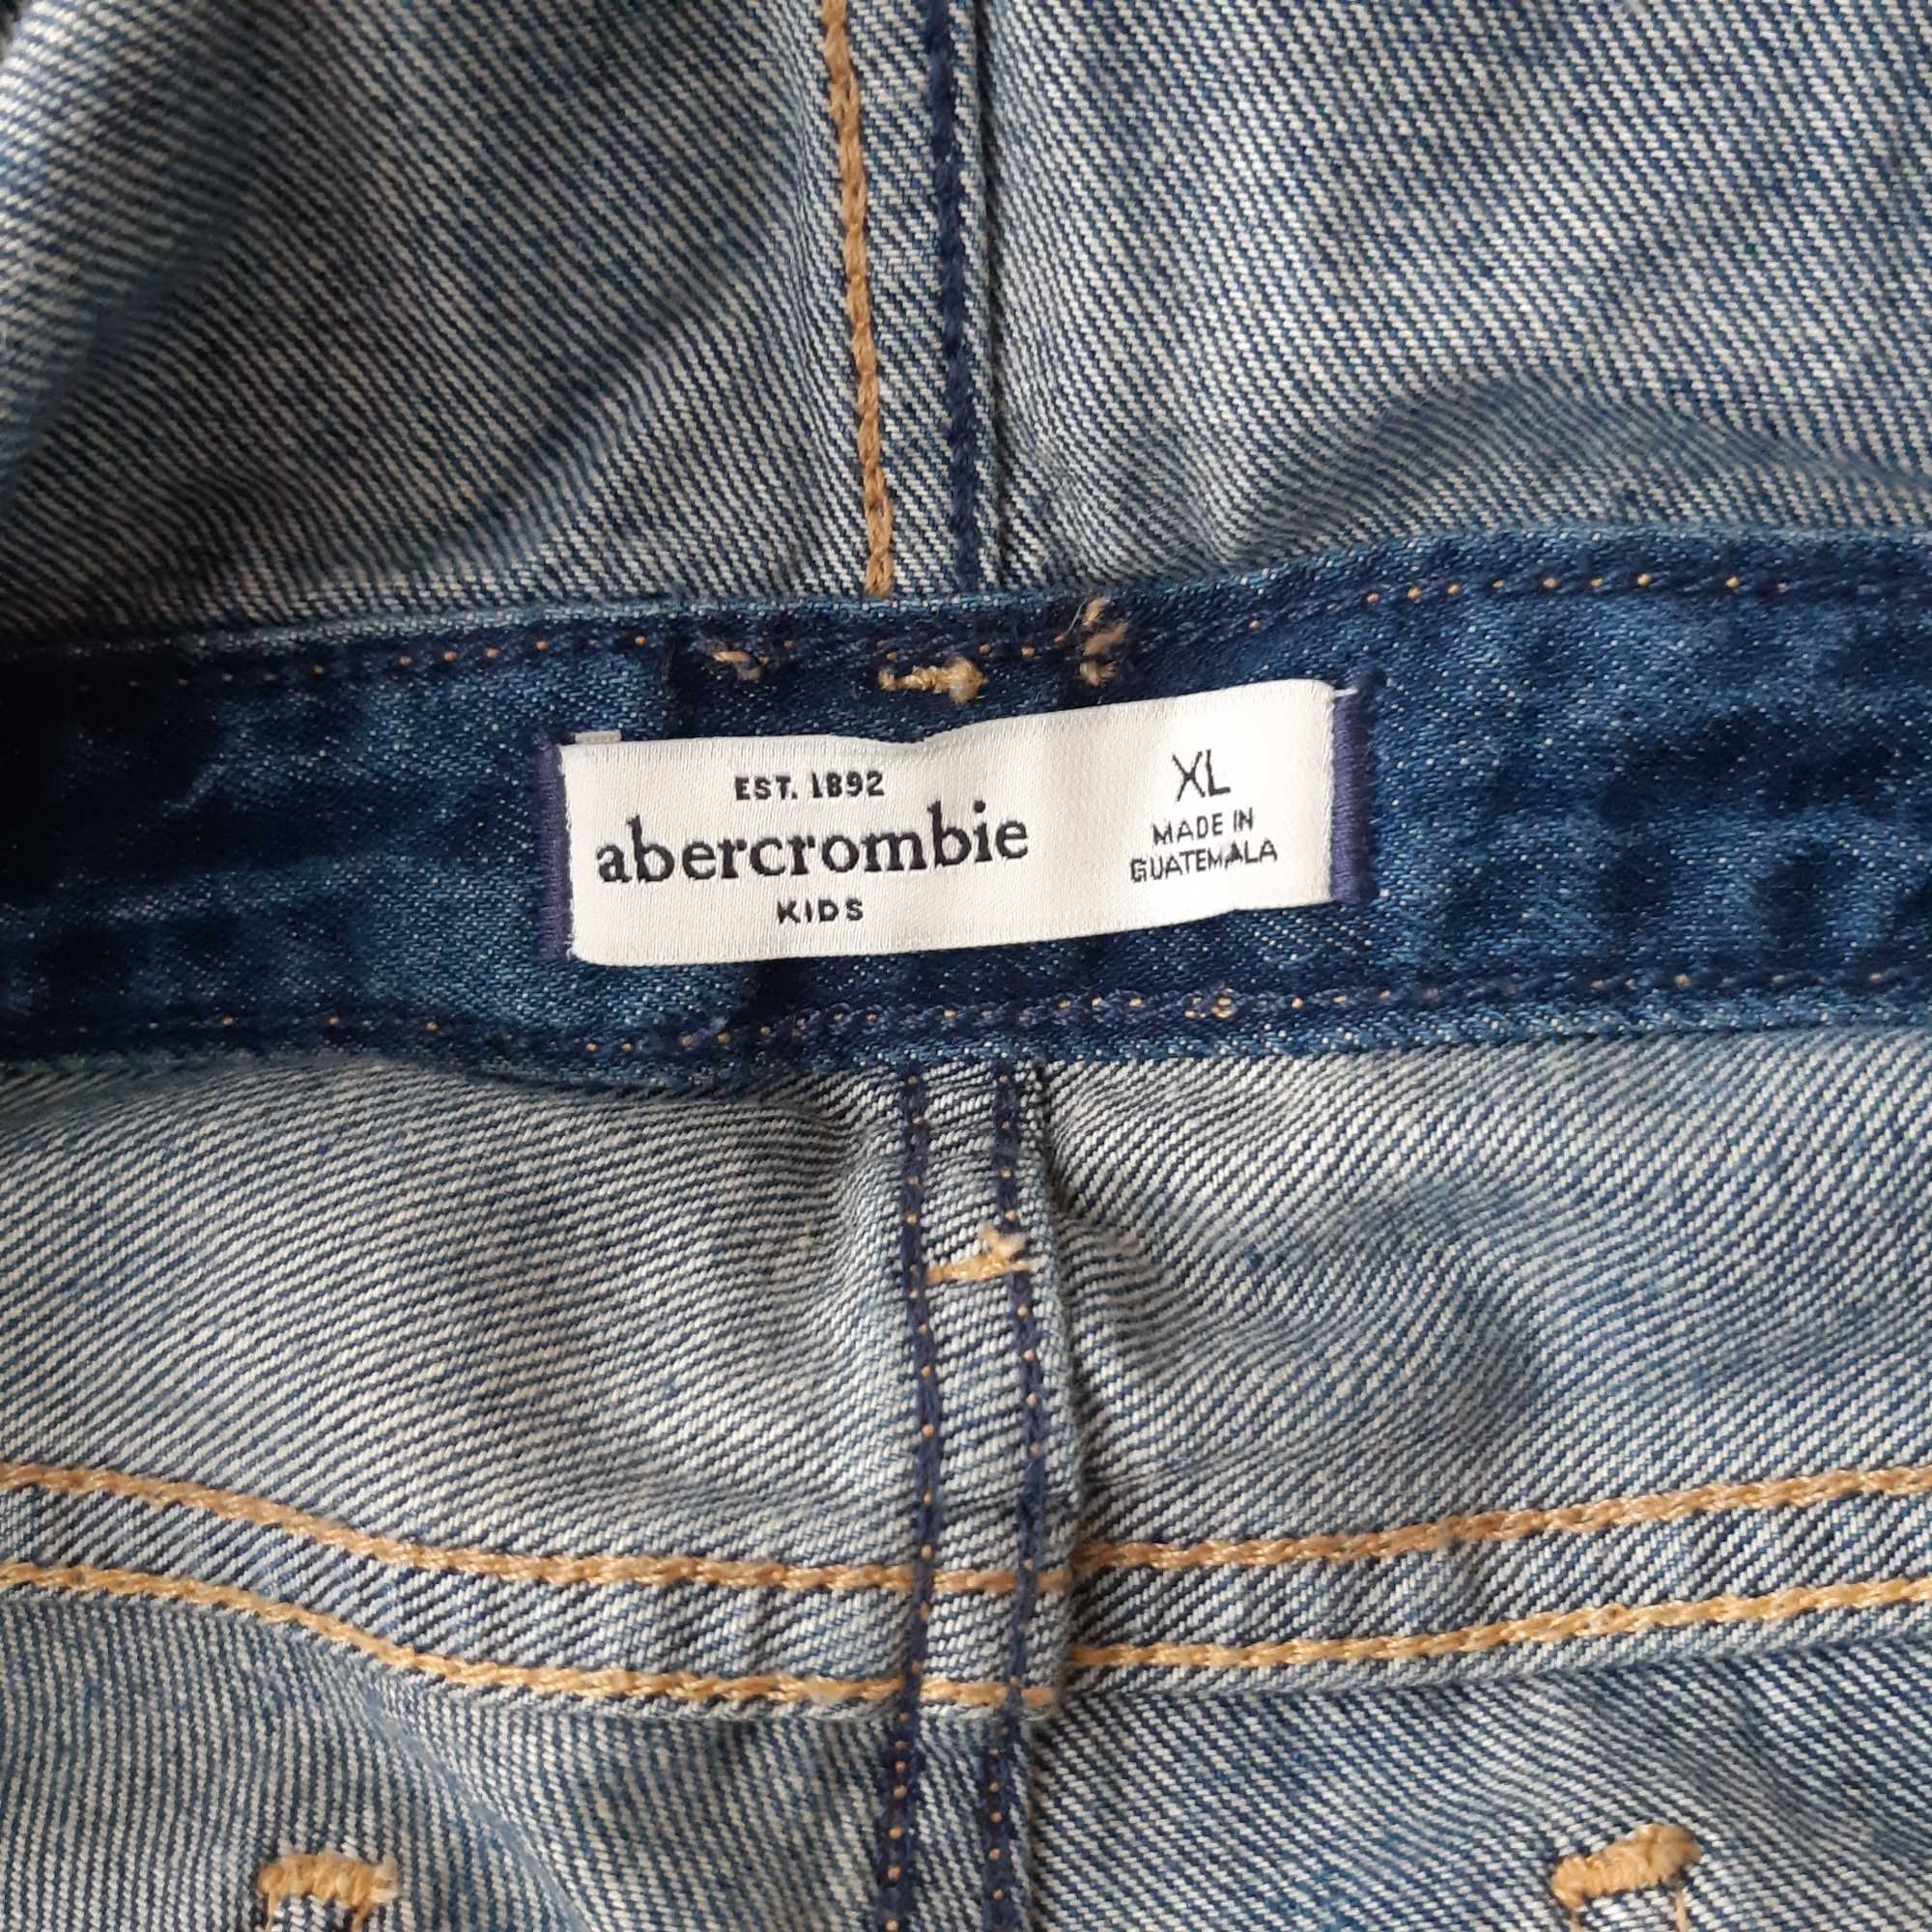 EST. 1892
abercrombie
KIDS
XL
MADE IN
GUATEMALA